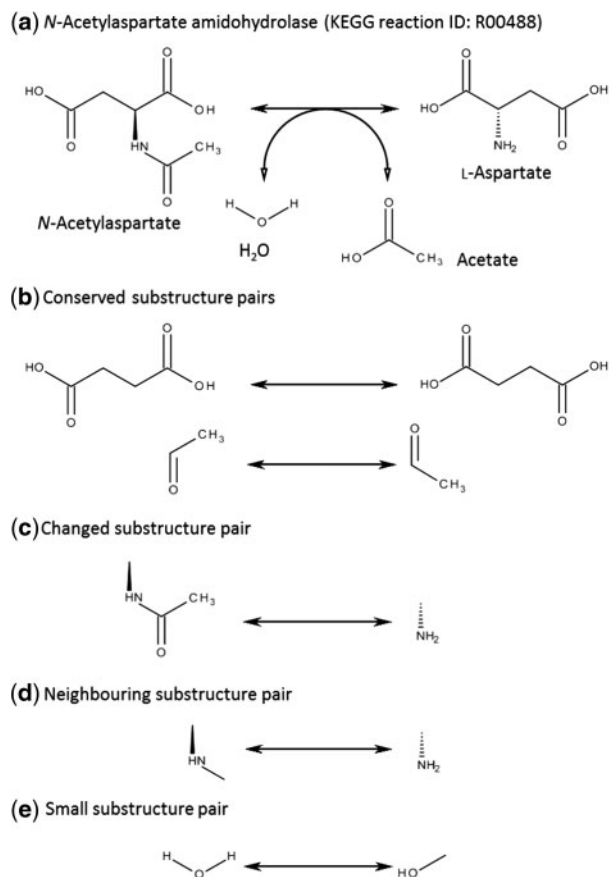 (a) N-Acetylaspartate amidohydrolase (KEGG reaction ID: R00488)
O
HO
OH
O
HN
CH₃
O
N-Acetylaspartate
H H
O
H₂O
O
HO
CH₃
Acetate
O
HO
OH
O
NH₂
L-Aspartate
(b) Conserved substructure pairs
O
HO
OH
O
O
OH
HO
O
CH₃
O
O
CH₃
(c) Changed substructure pair
HN
CH₃
O
NH₂
(d) Neighbouring substructure pair
HN
NH₂
(e) Small substructure pair
H H
O
HO